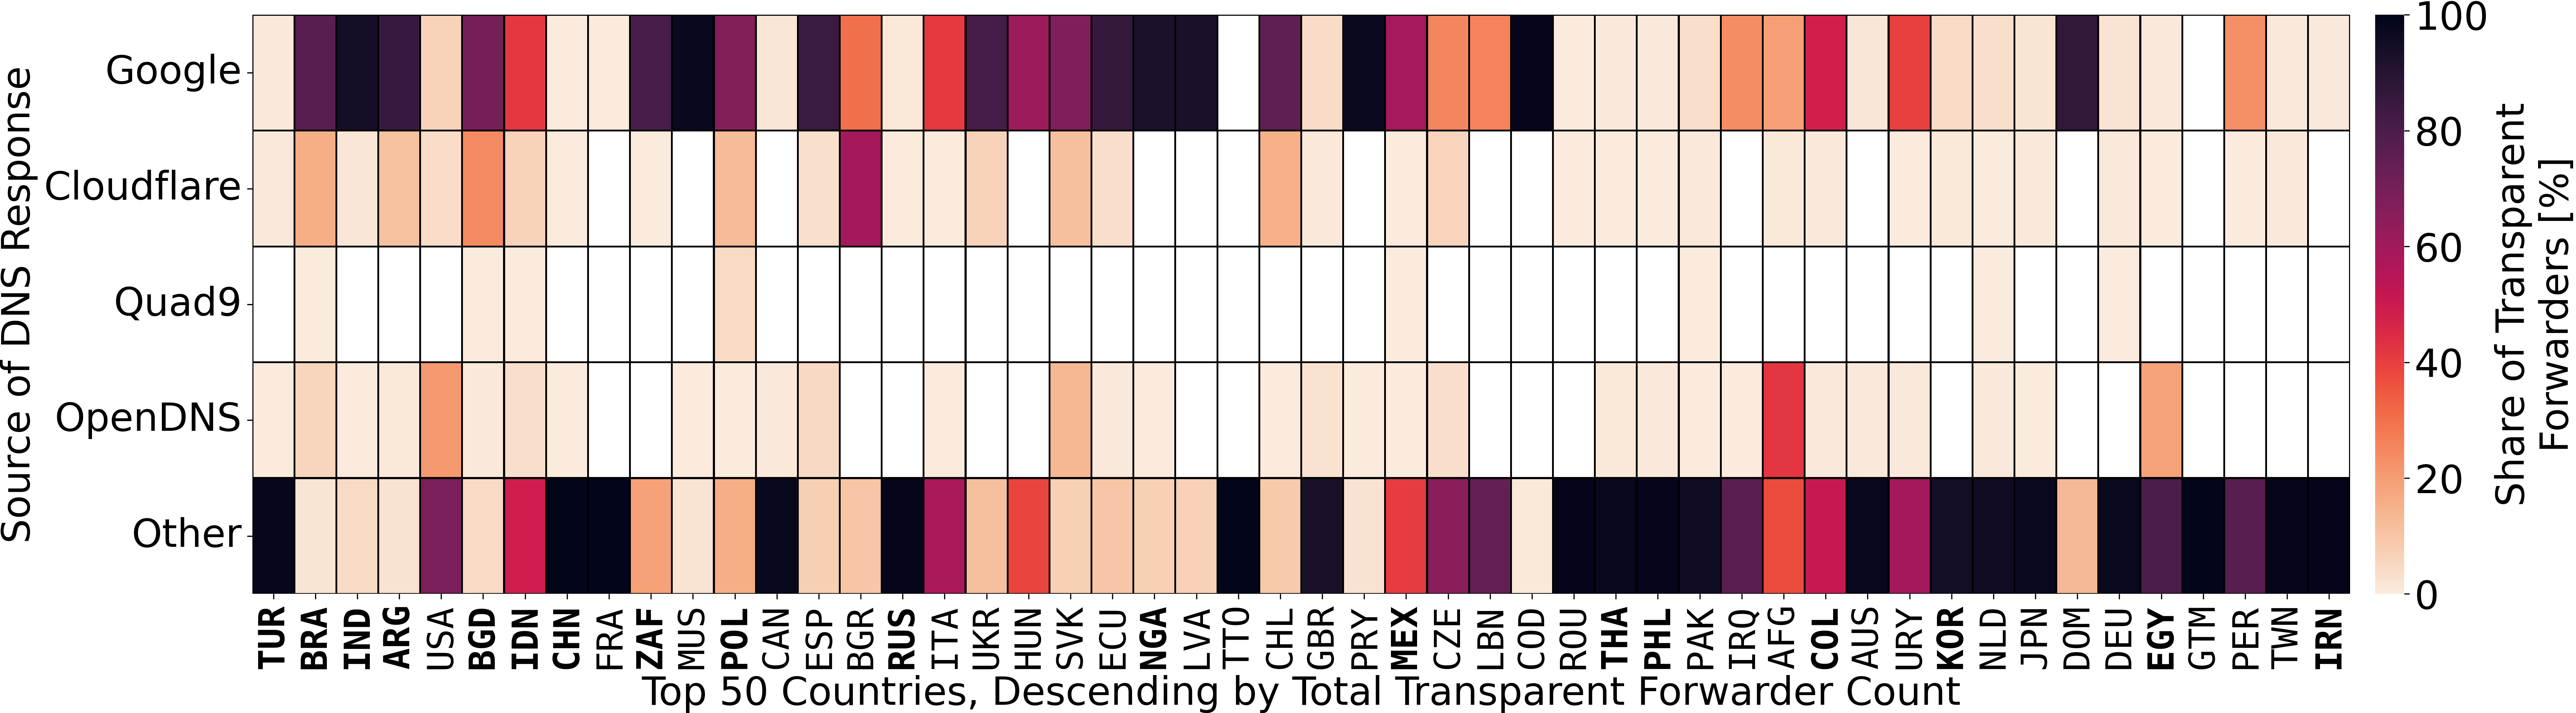 Source of DNS Response
Google
Cloudflare
Quad9
OpenDNS
Other
TUR BRA IND ARG USA BGD IDN CHN FRA ZAF MUS POL CAN ESP BGR RUS ITA UKR HUN SVK ECU NGA LVA TTO CHL GBR PRY MEX CZE LBN COD ROU THA PHL PAK IRQ AFG COL AUS URY KOR NLD JPN DOM DEU EGY GTM PER TWN IRN
Top 50 Countries, Descending by Total Transparent Forwarder Count
100
80
60
40
20
0
Share of Transparent
Forwarders [%]